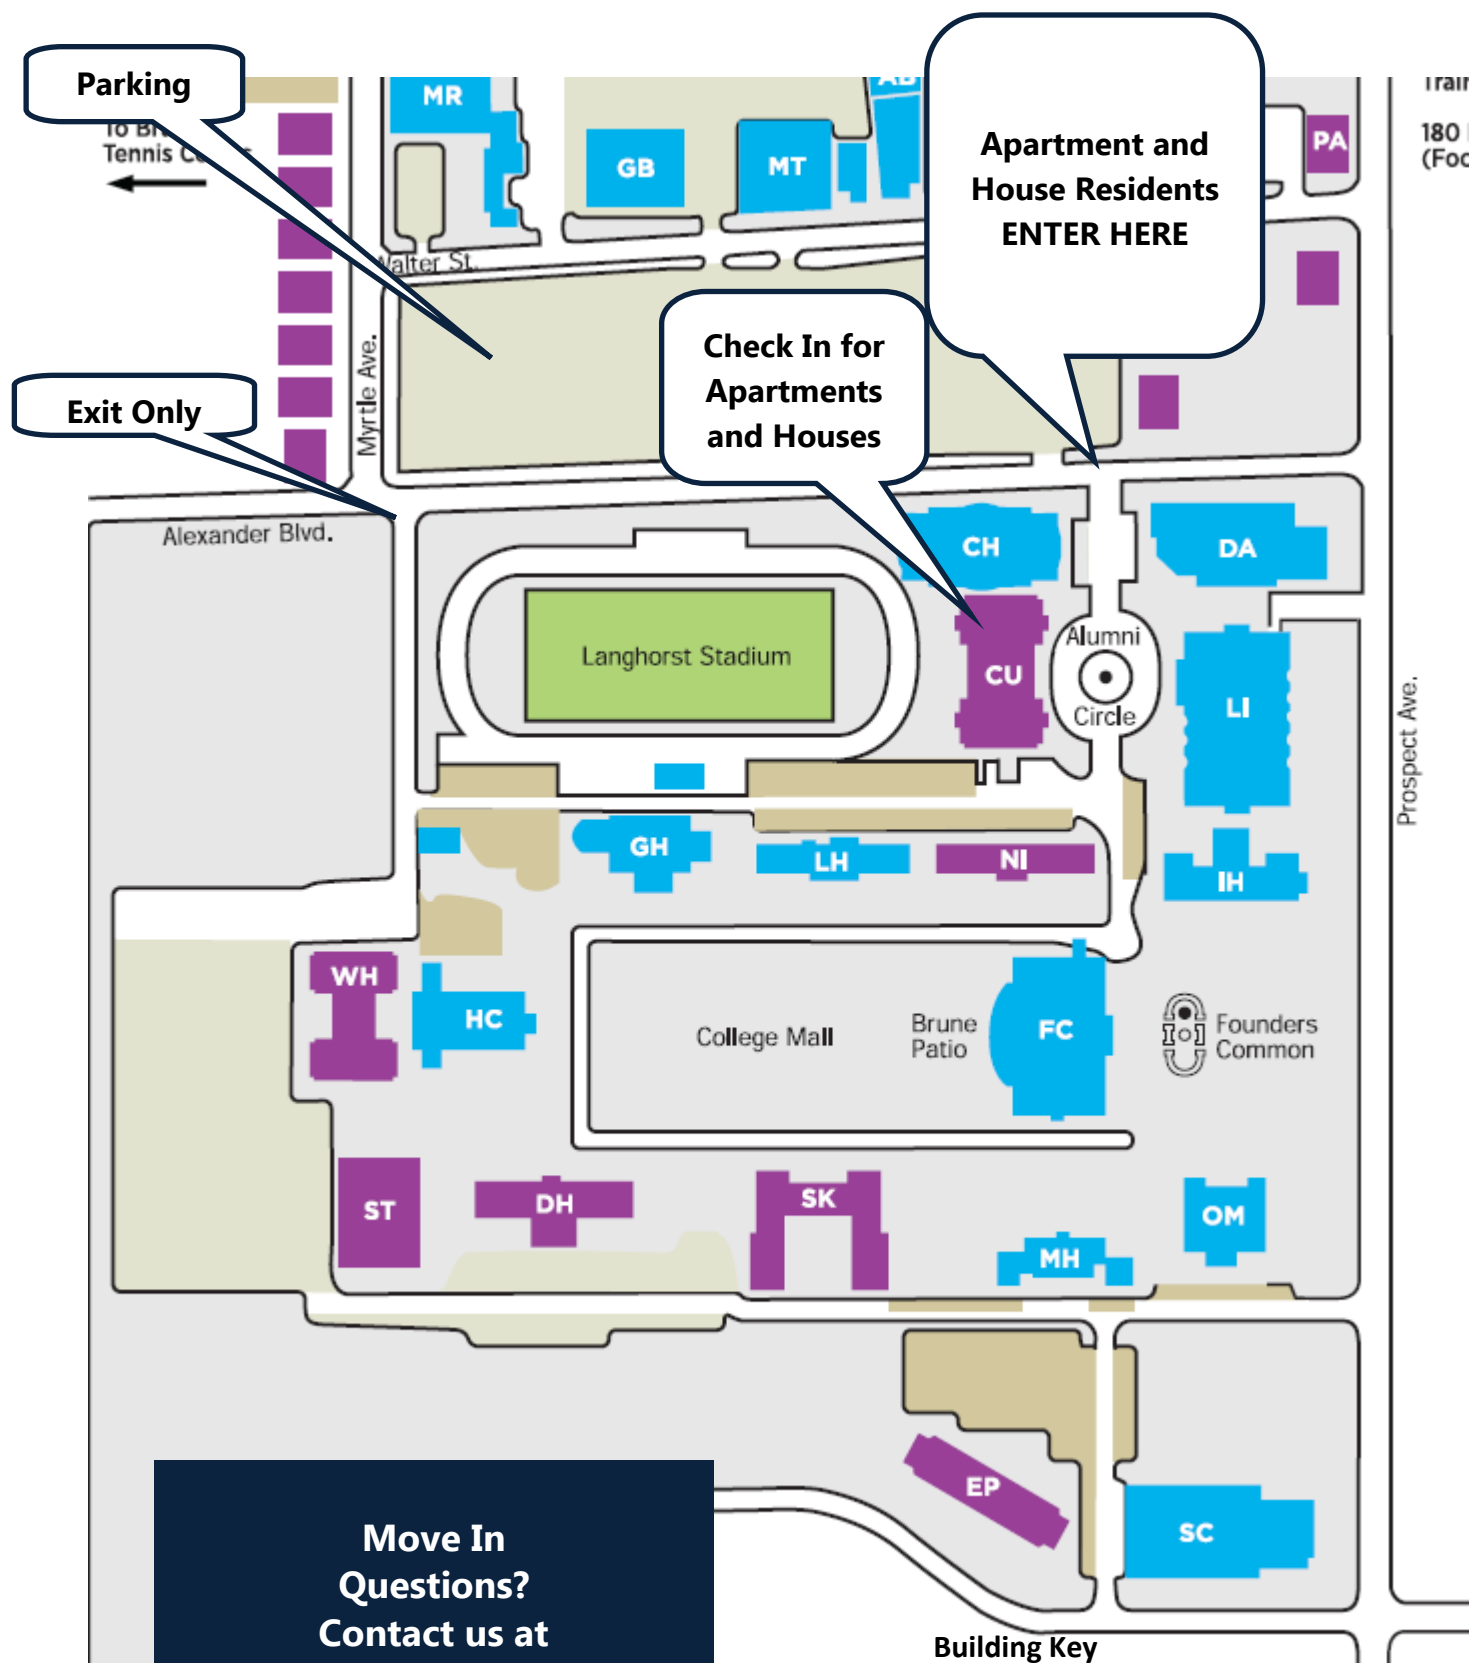 Parking
MR
AB
GB
MT
PA
180
Apartment and
House Residents
ENTER HERE
Tennis
Walter St.
Check In for
Apartments
and Houses
Exit Only
Myrtle Ave.
Alexander Blvd.
CH
DA
Langhorst Stadium
Alumni
Circle
CU
LI
Prospect Ave.
GH
LH
NI
IH
WH
HC
College Mall
Brune
Patio
FC
Founders
Common
ST
DH
SK
OM
MH
EP
SC
Move In
Questions?
Contact us at
Building Key